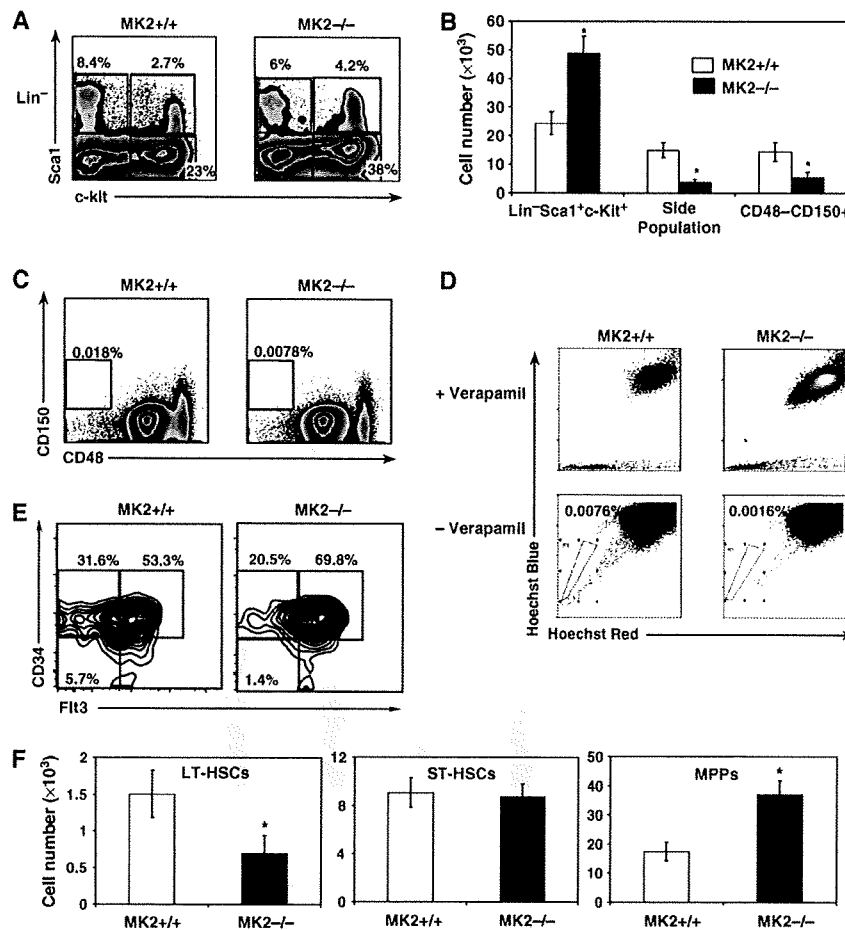 A
MK2+/+
MK2−/−
Lin−
Sca1
8.4%
2.7%
23%
6%
4.2%
38%
c-kit
B
Cell number (×10³)
60
50
40
30
20
10
0
MK2+/+
MK2−/−
*
*
*
Lin−Sca1+c-Kit+
Side Population
CD48−CD150+
C
MK2+/+
MK2−/−
0.018%
0.0078%
CD150
CD48
D
MK2+/+
MK2−/−
+ Verapamil
− Verapamil
0.0076%
0.0016%
Hoechst Blue
Hoechst Red
E
MK2+/+
MK2−/−
31.6%
53.3%
5.7%
20.5%
69.8%
1.4%
CD34
Flt3
F
Cell number (×10³)
LT-HSCs
2
1.5
1
0.5
0
*
MK2+/+
MK2−/−
ST-HSCs
12
9
6
3
0
MK2+/+
MK2−/−
MPPs
50
40
30
20
10
0
*
MK2+/+
MK2−/−